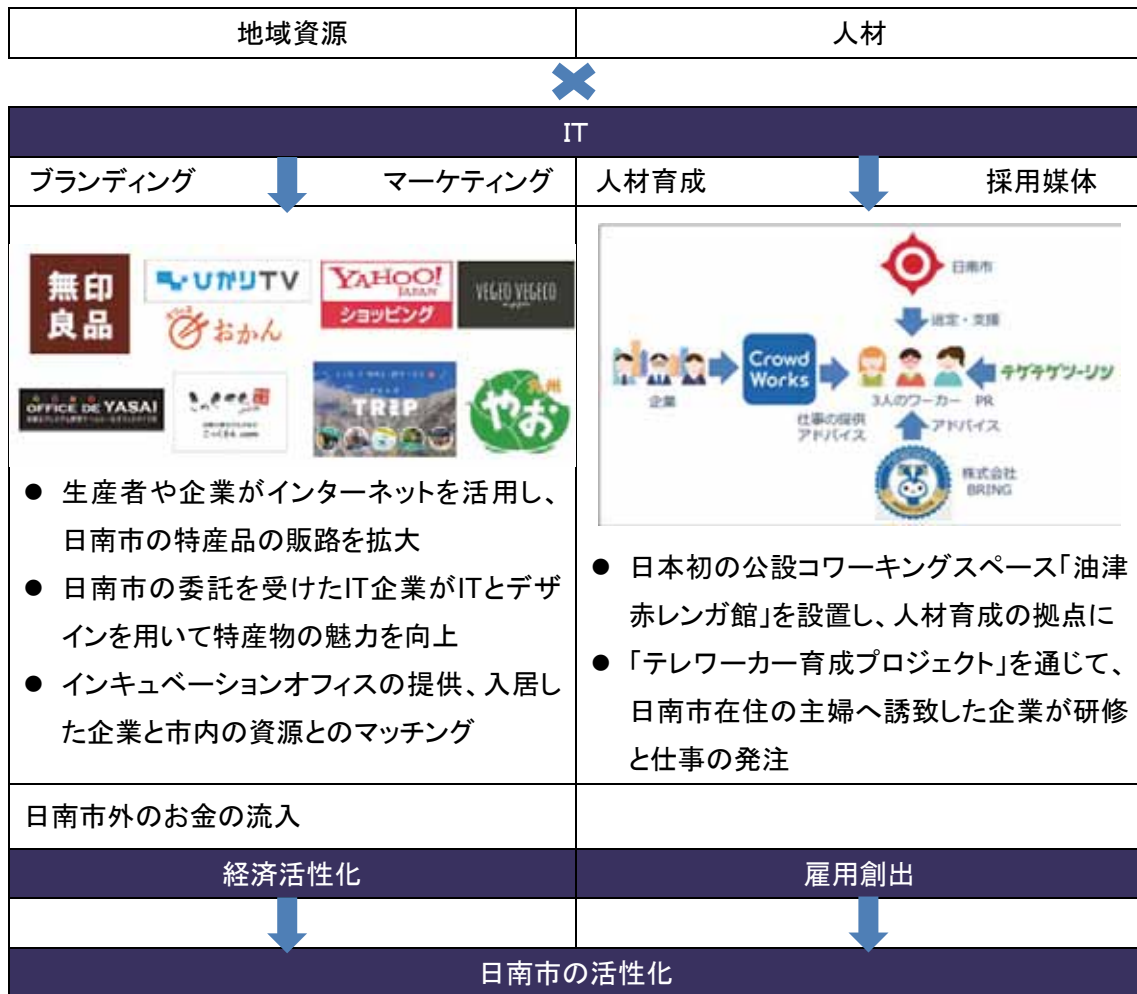 地域資源
人材
IT
ブランディング
マーケティング
人材育成
採用媒体
無印
良品
ひかりTV
おかん
YAHOO!
JAPAN
ショッピング
VEGEO VEGECO
OFFICE DE YASAI
こっくせん.com
TRIP
九州
やお
日南市
選定・支援
企業
Crowd
Works
3人のワーカー
PR
テゲテゲツーリツ
仕事の提供
アドバイス
アドバイス
株式会社
BRING
● 生産者や企業がインターネットを活用し、
日南市の特産品の販路を拡大
● 日南市の委託を受けたIT企業がITとデザ
インを用いて特産物の魅力を向上
● インキュベーションオフィスの提供、入居し
た企業と市内の資源とのマッチング
● 日本初の公設コワーキングスペース「油津
赤レンガ館」を設置し、人材育成の拠点に
● 「テレワーカー育成プロジェクト」を通じて、
日南市在住の主婦へ誘致した企業が研修
と仕事の発注
日南市外のお金の流入
経済活性化
雇用創出
日南市の活性化